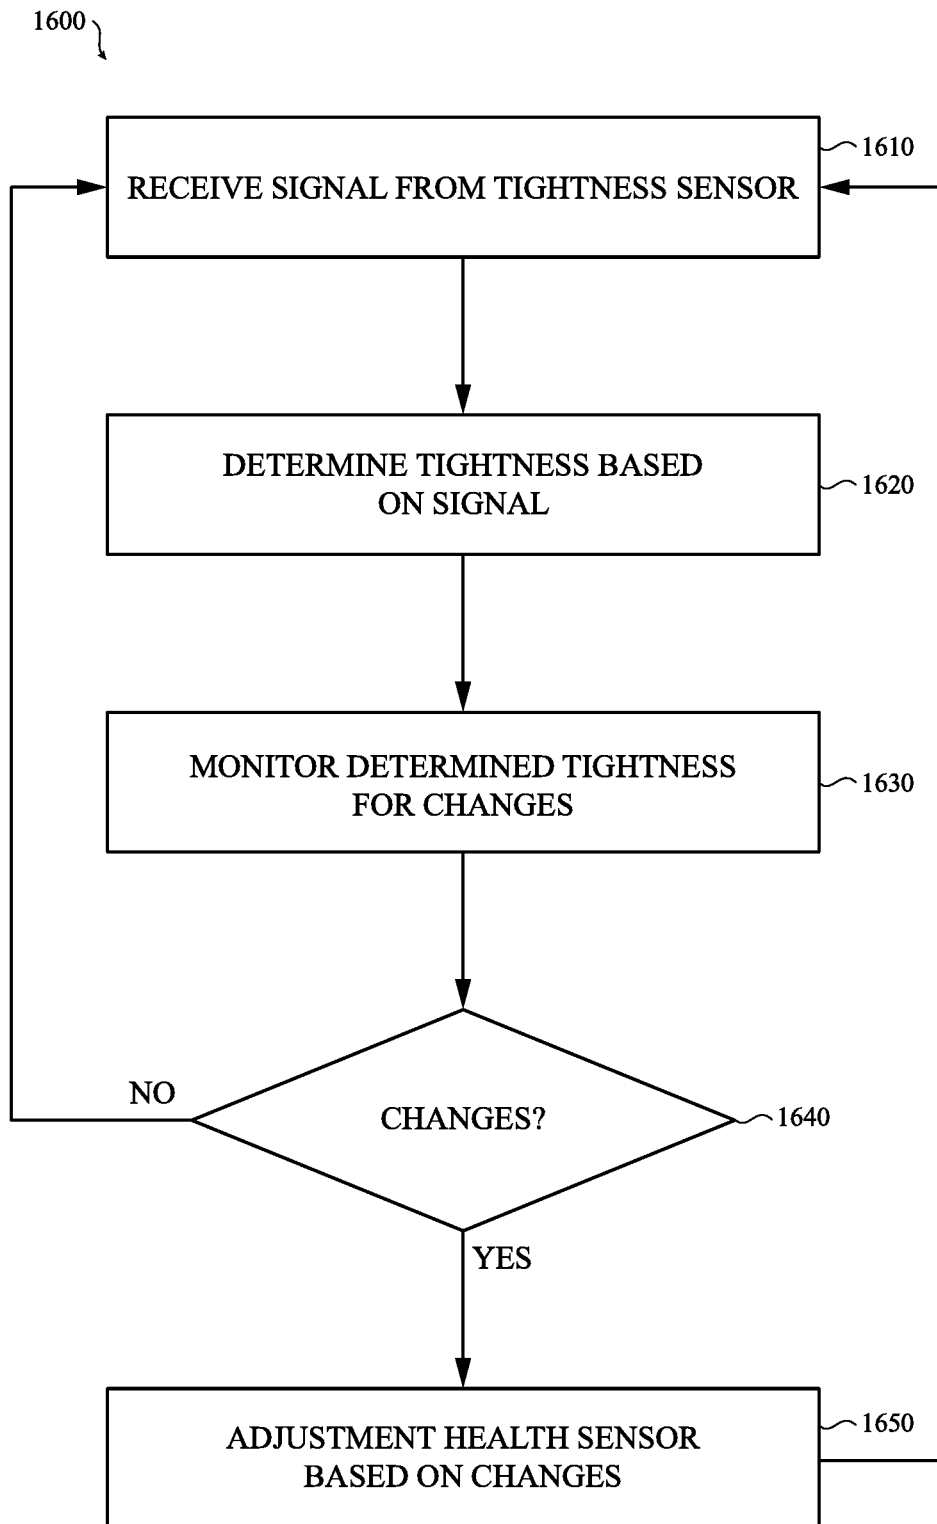 1600
RECEIVE SIGNAL FROM TIGHTNESS SENSOR
1610
DETERMINE TIGHTNESS BASED
ON SIGNAL
1620
MONITOR DETERMINED TIGHTNESS
FOR CHANGES
1630
NO
CHANGES?
1640
YES
ADJUSTMENT HEALTH SENSOR
BASED ON CHANGES
1650